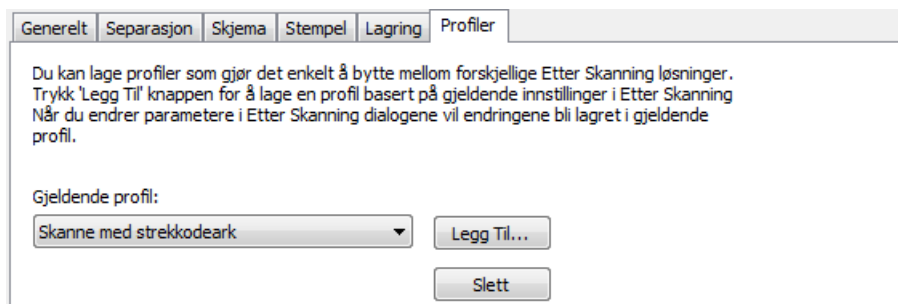 Generelt Separasjon Skjema Stempel Lagring Profiler
Du kan lage profiler som gjør det enkelt å bytte mellom forskjellige Etter Skanning løsninger.
Trykk 'Legg Til' knappen for å lage en profil basert på gjeldende innstillinger i Etter Skanning
Når du endrer parametere i Etter Skanning dialogene vil endringene bli lagret i gjeldende
profil.
Gjeldende profil:
Skanne med strekkodeark Legg Til...
Slett